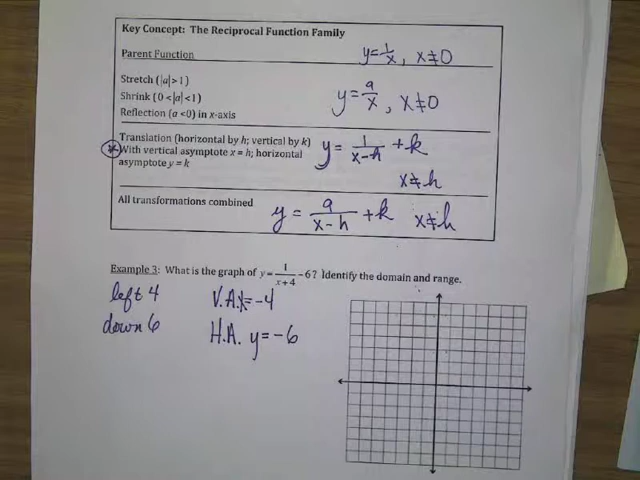 Key Concept: The Reciprocal Function Family
Parent Function y = 1/x, x ≠ 0
Stretch (|a| > 1)
Shrink (0 < |a| < 1) y = a/x, x ≠ 0
Reflection (a < 0) in x-axis
Translation (horizontal by h; vertical by k) y = 1/(x-h) + k
* With vertical asymptote x = h; horizontal
asymptote y = k x ≠ h
All transformations combined y = a/(x-h) + k x ≠ h
Example 3: What is the graph of y = 1/(x+4) - 6? Identify the domain and range.
left 4 V.A. x = -4
down 6 H.A. y = -6